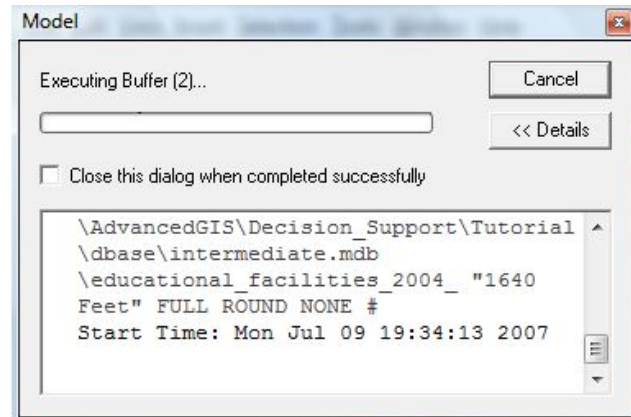 Model
Executing Buffer (2)...
Cancel
<< Details
Close this dialog when completed successfully
\AdvancedGIS\Decision_Support\Tutorial
\dbase\intermediate.mdb
\educational_facilities_2004_ "1640
Feet" FULL ROUND NONE #
Start Time: Mon Jul 09 19:34:13 2007